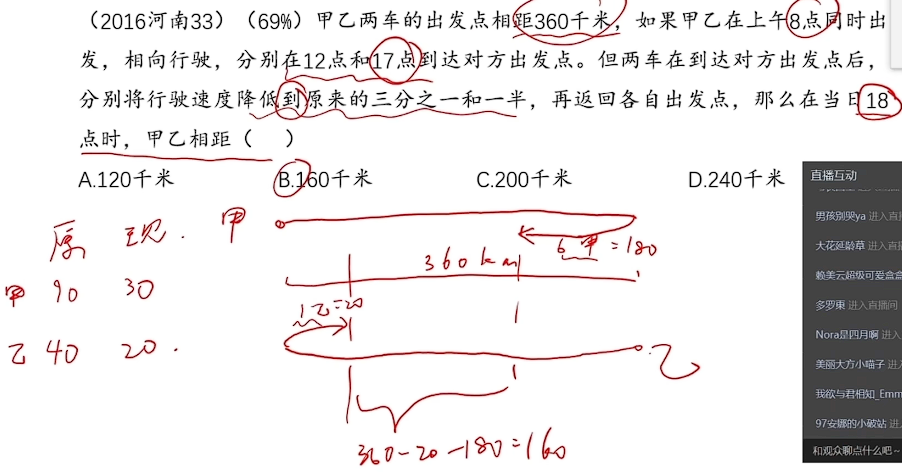 （2016河南33）（69%）甲乙两车的出发点相距360千米，如果甲乙在上午8点同时出
发，相向行驶，分别在12点和17点到达对方出发点。但两车在到达对方出发点后，
分别将行驶速度降低到原来的三分之一和一半，再返回各自出发点，那么在当日18
点时，甲乙相距（　）
A.120千米 B.160千米 C.200千米 D.240千米
直播互动
男孩别哭ya 进入直
大花延龄草 进入直
赖美云超级可爱盒
多罗東 进入直播间
Nora是四月啊 进入
美丽大方小喵子 进
我欲与君相知_Emm
97安娜的小破站 进
和观众聊点什么吧~
原 现 甲
6甲=180
360km
甲 90 30
1乙=20
乙 40 20
乙
360-20-180=160